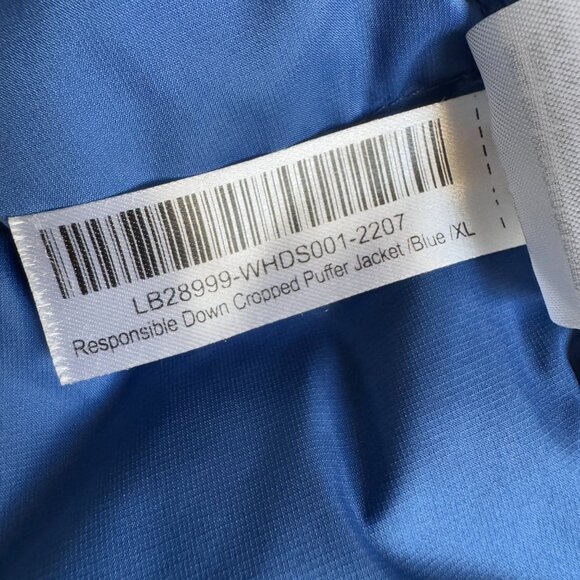 LB28999-WHDS001-2207
Responsible Down Cropped Puffer Jacket /Blue /XL